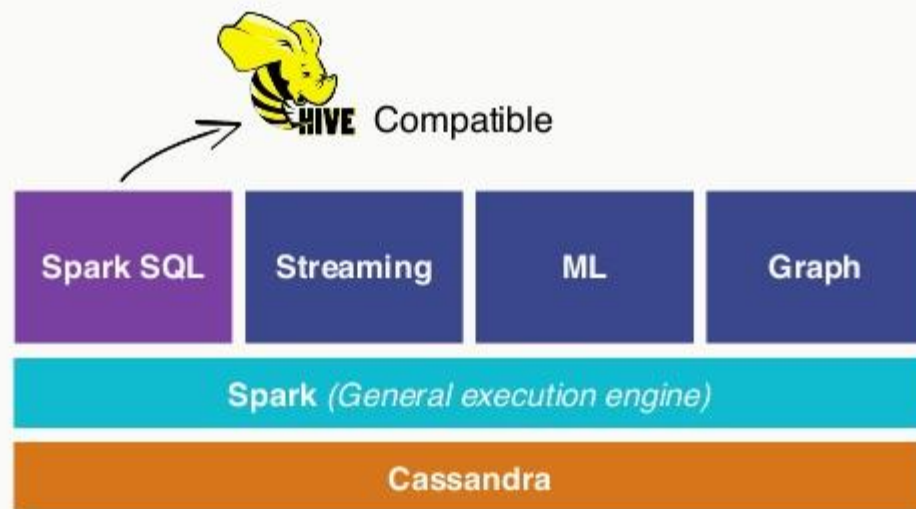 HIVE Compatible
Spark SQL
Streaming
ML
Graph
Spark (General execution engine)
Cassandra